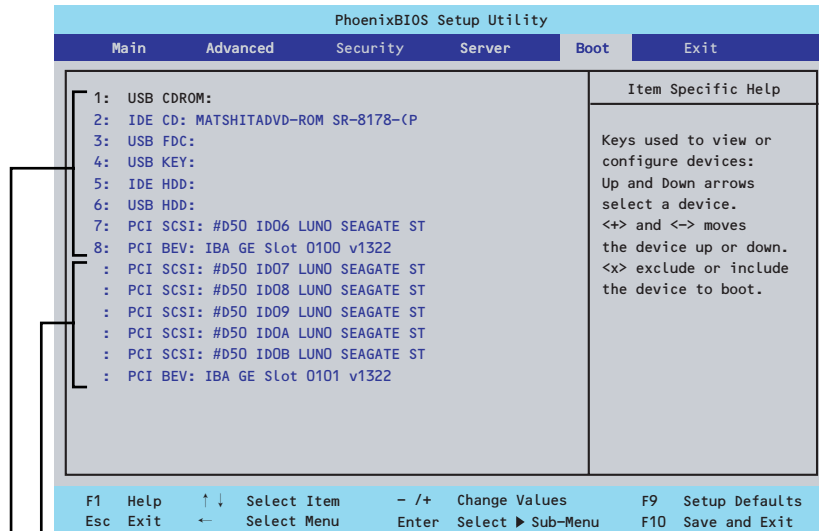 PhoenixBIOS Setup Utility
Main Advanced Security Server Boot Exit
1: USB CDROM:
2: IDE CD: MATSHITADVD-ROM SR-8178-(P
3: USB FDC:
4: USB KEY:
5: IDE HDD:
6: USB HDD:
7: PCI SCSI: #D50 ID06 LUN0 SEAGATE ST
8: PCI BEV: IBA GE Slot 0100 v1322
: PCI SCSI: #D50 ID07 LUN0 SEAGATE ST
: PCI SCSI: #D50 ID08 LUN0 SEAGATE ST
: PCI SCSI: #D50 ID09 LUN0 SEAGATE ST
: PCI SCSI: #D50 ID0A LUN0 SEAGATE ST
: PCI SCSI: #D50 ID0B LUN0 SEAGATE ST
: PCI BEV: IBA GE Slot 0101 v1322
Item Specific Help
Keys used to view or
configure devices:
Up and Down arrows
select a device.
<+> and <-> moves
the device up or down.
<x> exclude or include
the device to boot.
F1 Help ↑↓ Select Item - /+ Change Values F9 Setup Defaults
Esc Exit ← Select Menu Enter Select ▶ Sub-Menu F10 Save and Exit